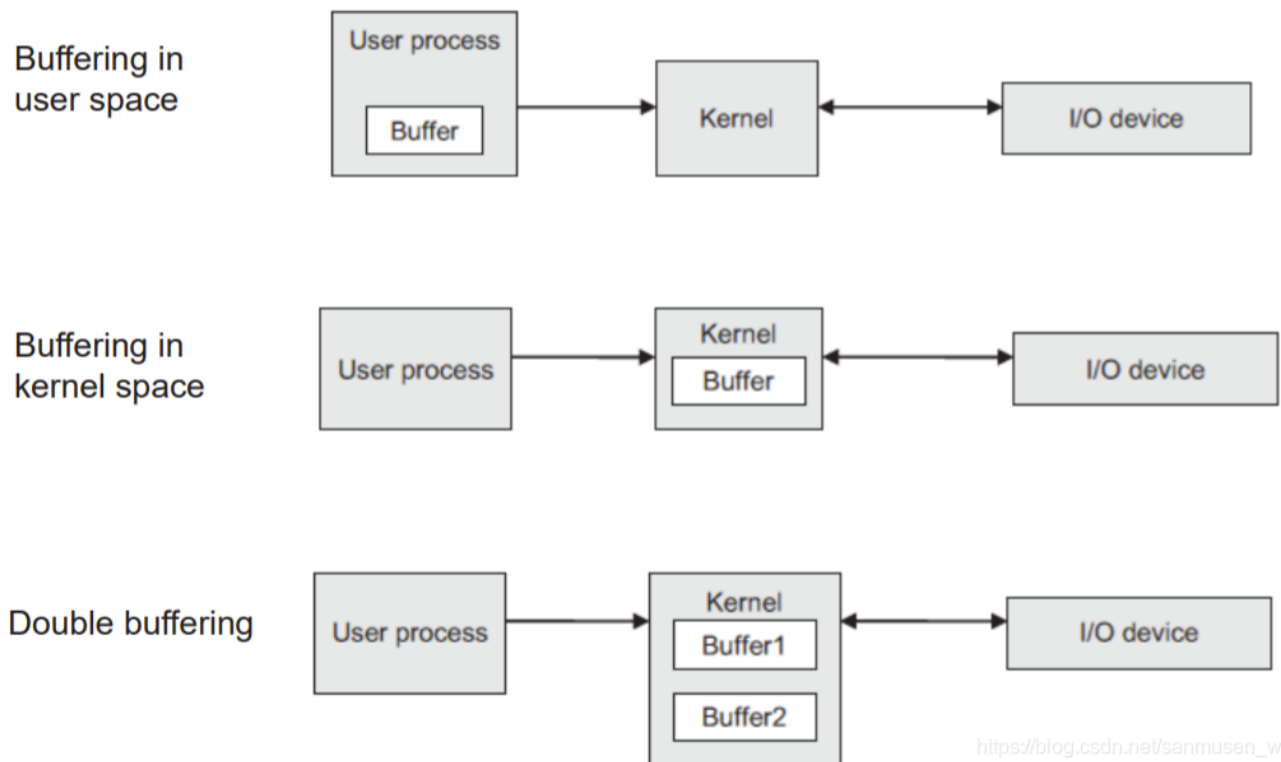 Buffering in
user space
User process
Buffer
Kernel
I/O device
Buffering in
kernel space
User process
Kernel
Buffer
I/O device
Double buffering
User process
Kernel
Buffer1
Buffer2
I/O device
https://blog.csdn.net/sanmusen_w